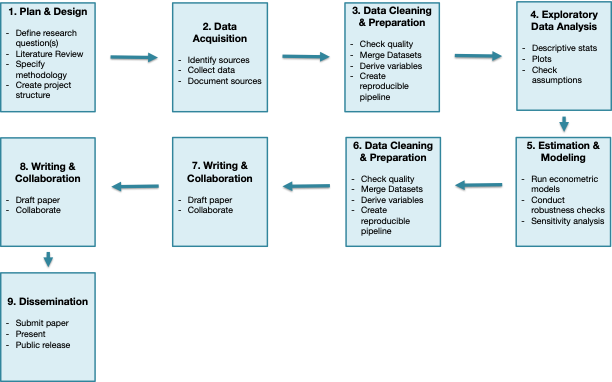 1. Plan & Design
- Define research
question(s)
- Literature Review
- Specify
methodology
- Create project
structure
2. Data
Acquisition
- Identify sources
- Collect data
- Document sources
3. Data Cleaning
& Preparation
- Check quality
- Merge Datasets
- Derive variables
- Create
reproducible
pipeline
4. Exploratory
Data Analysis
- Descriptive stats
- Plots
- Check
assumptions
5. Estimation &
Modeling
- Run econometric
models
- Conduct
robustness checks
- Sensitivity analysis
6. Data Cleaning
& Preparation
- Check quality
- Merge Datasets
- Derive variables
- Create
reproducible
pipeline
7. Writing &
Collaboration
- Draft paper
- Collaborate
8. Writing &
Collaboration
- Draft paper
- Collaborate
9. Dissemination
- Submit paper
- Present
- Public release